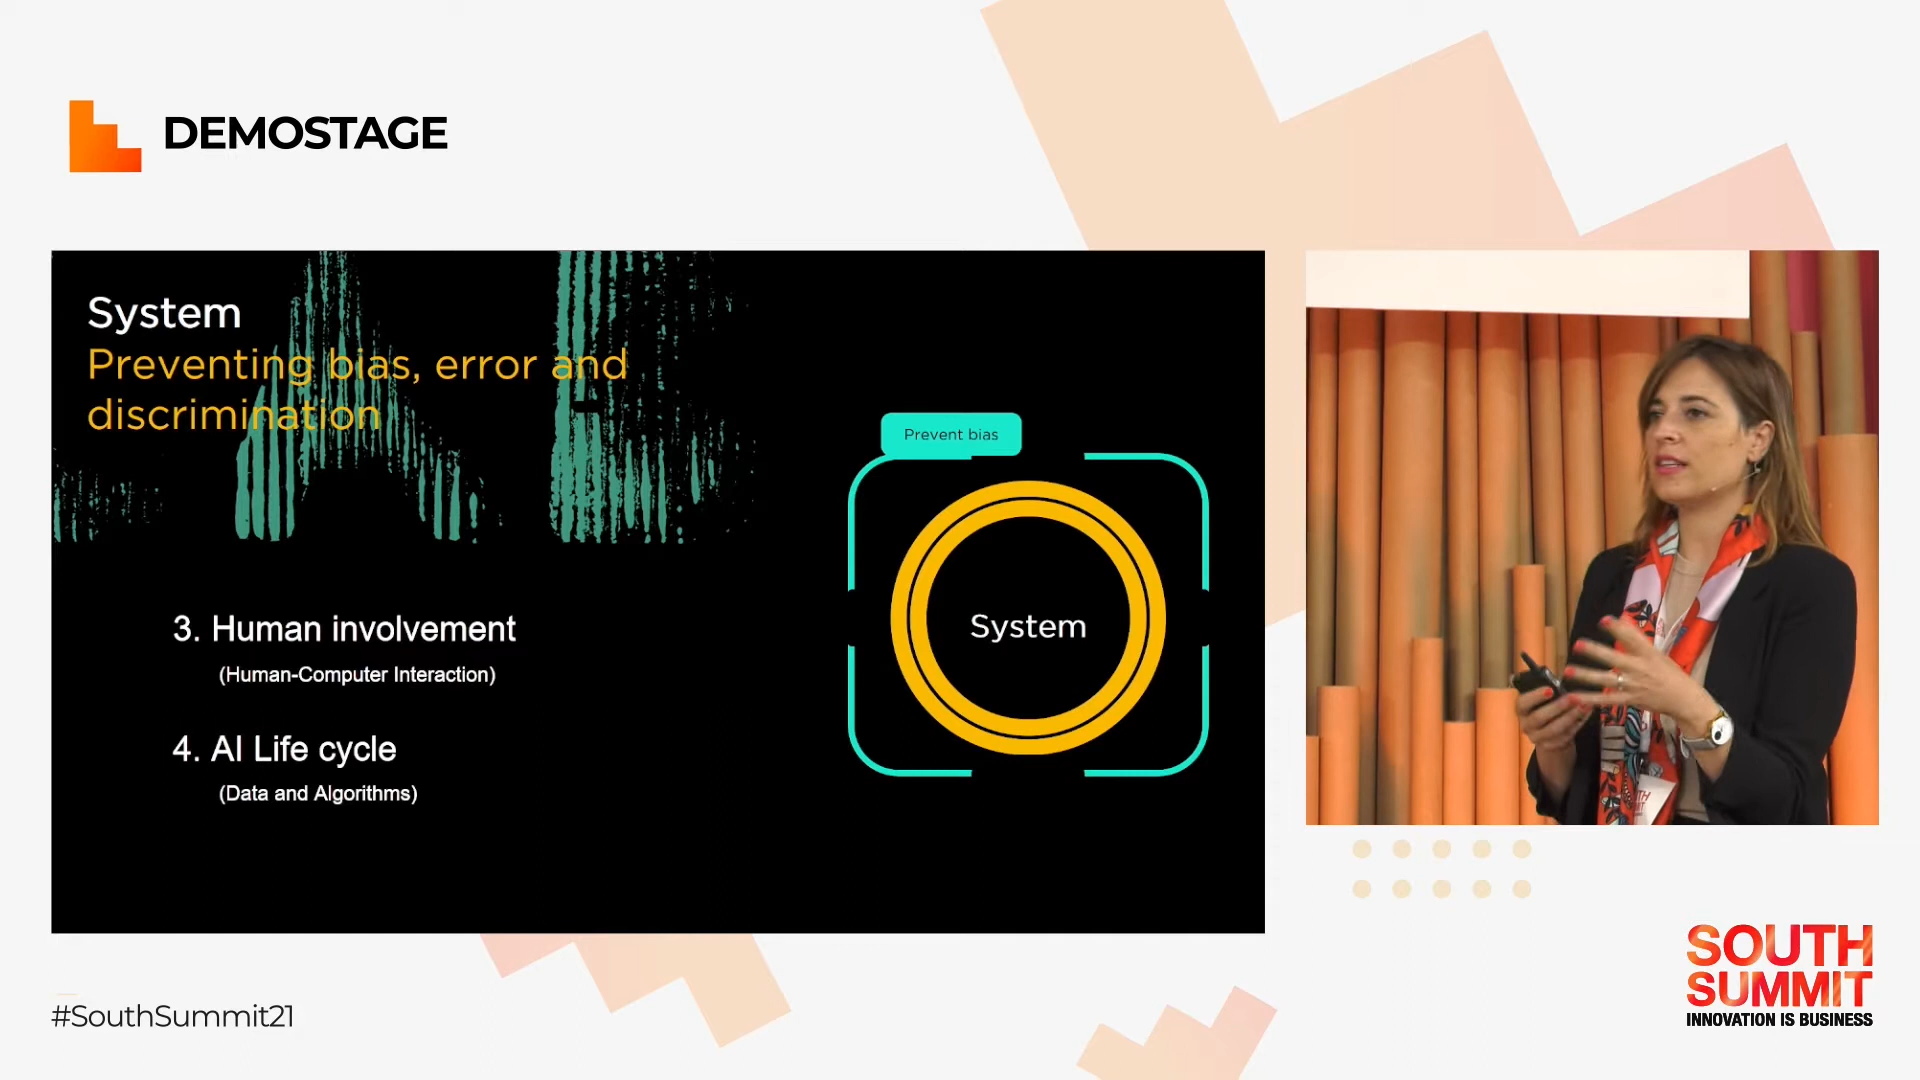 DEMOSTAGE
System
Preventing bias, error and
discrimination
Prevent bias
System
3. Human involvement
(Human-Computer Interaction)
4. AI Life cycle
(Data and Algorithms)
#SouthSummit21
SOUTH
SUMMIT
INNOVATION IS BUSINESS